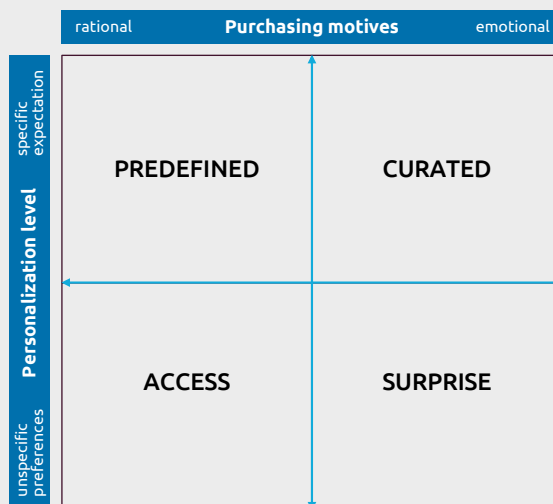 rational Purchasing motives emotional
specific
expectation
Personalization level
unspecific
preferences
PREDEFINED CURATED
ACCESS SURPRISE